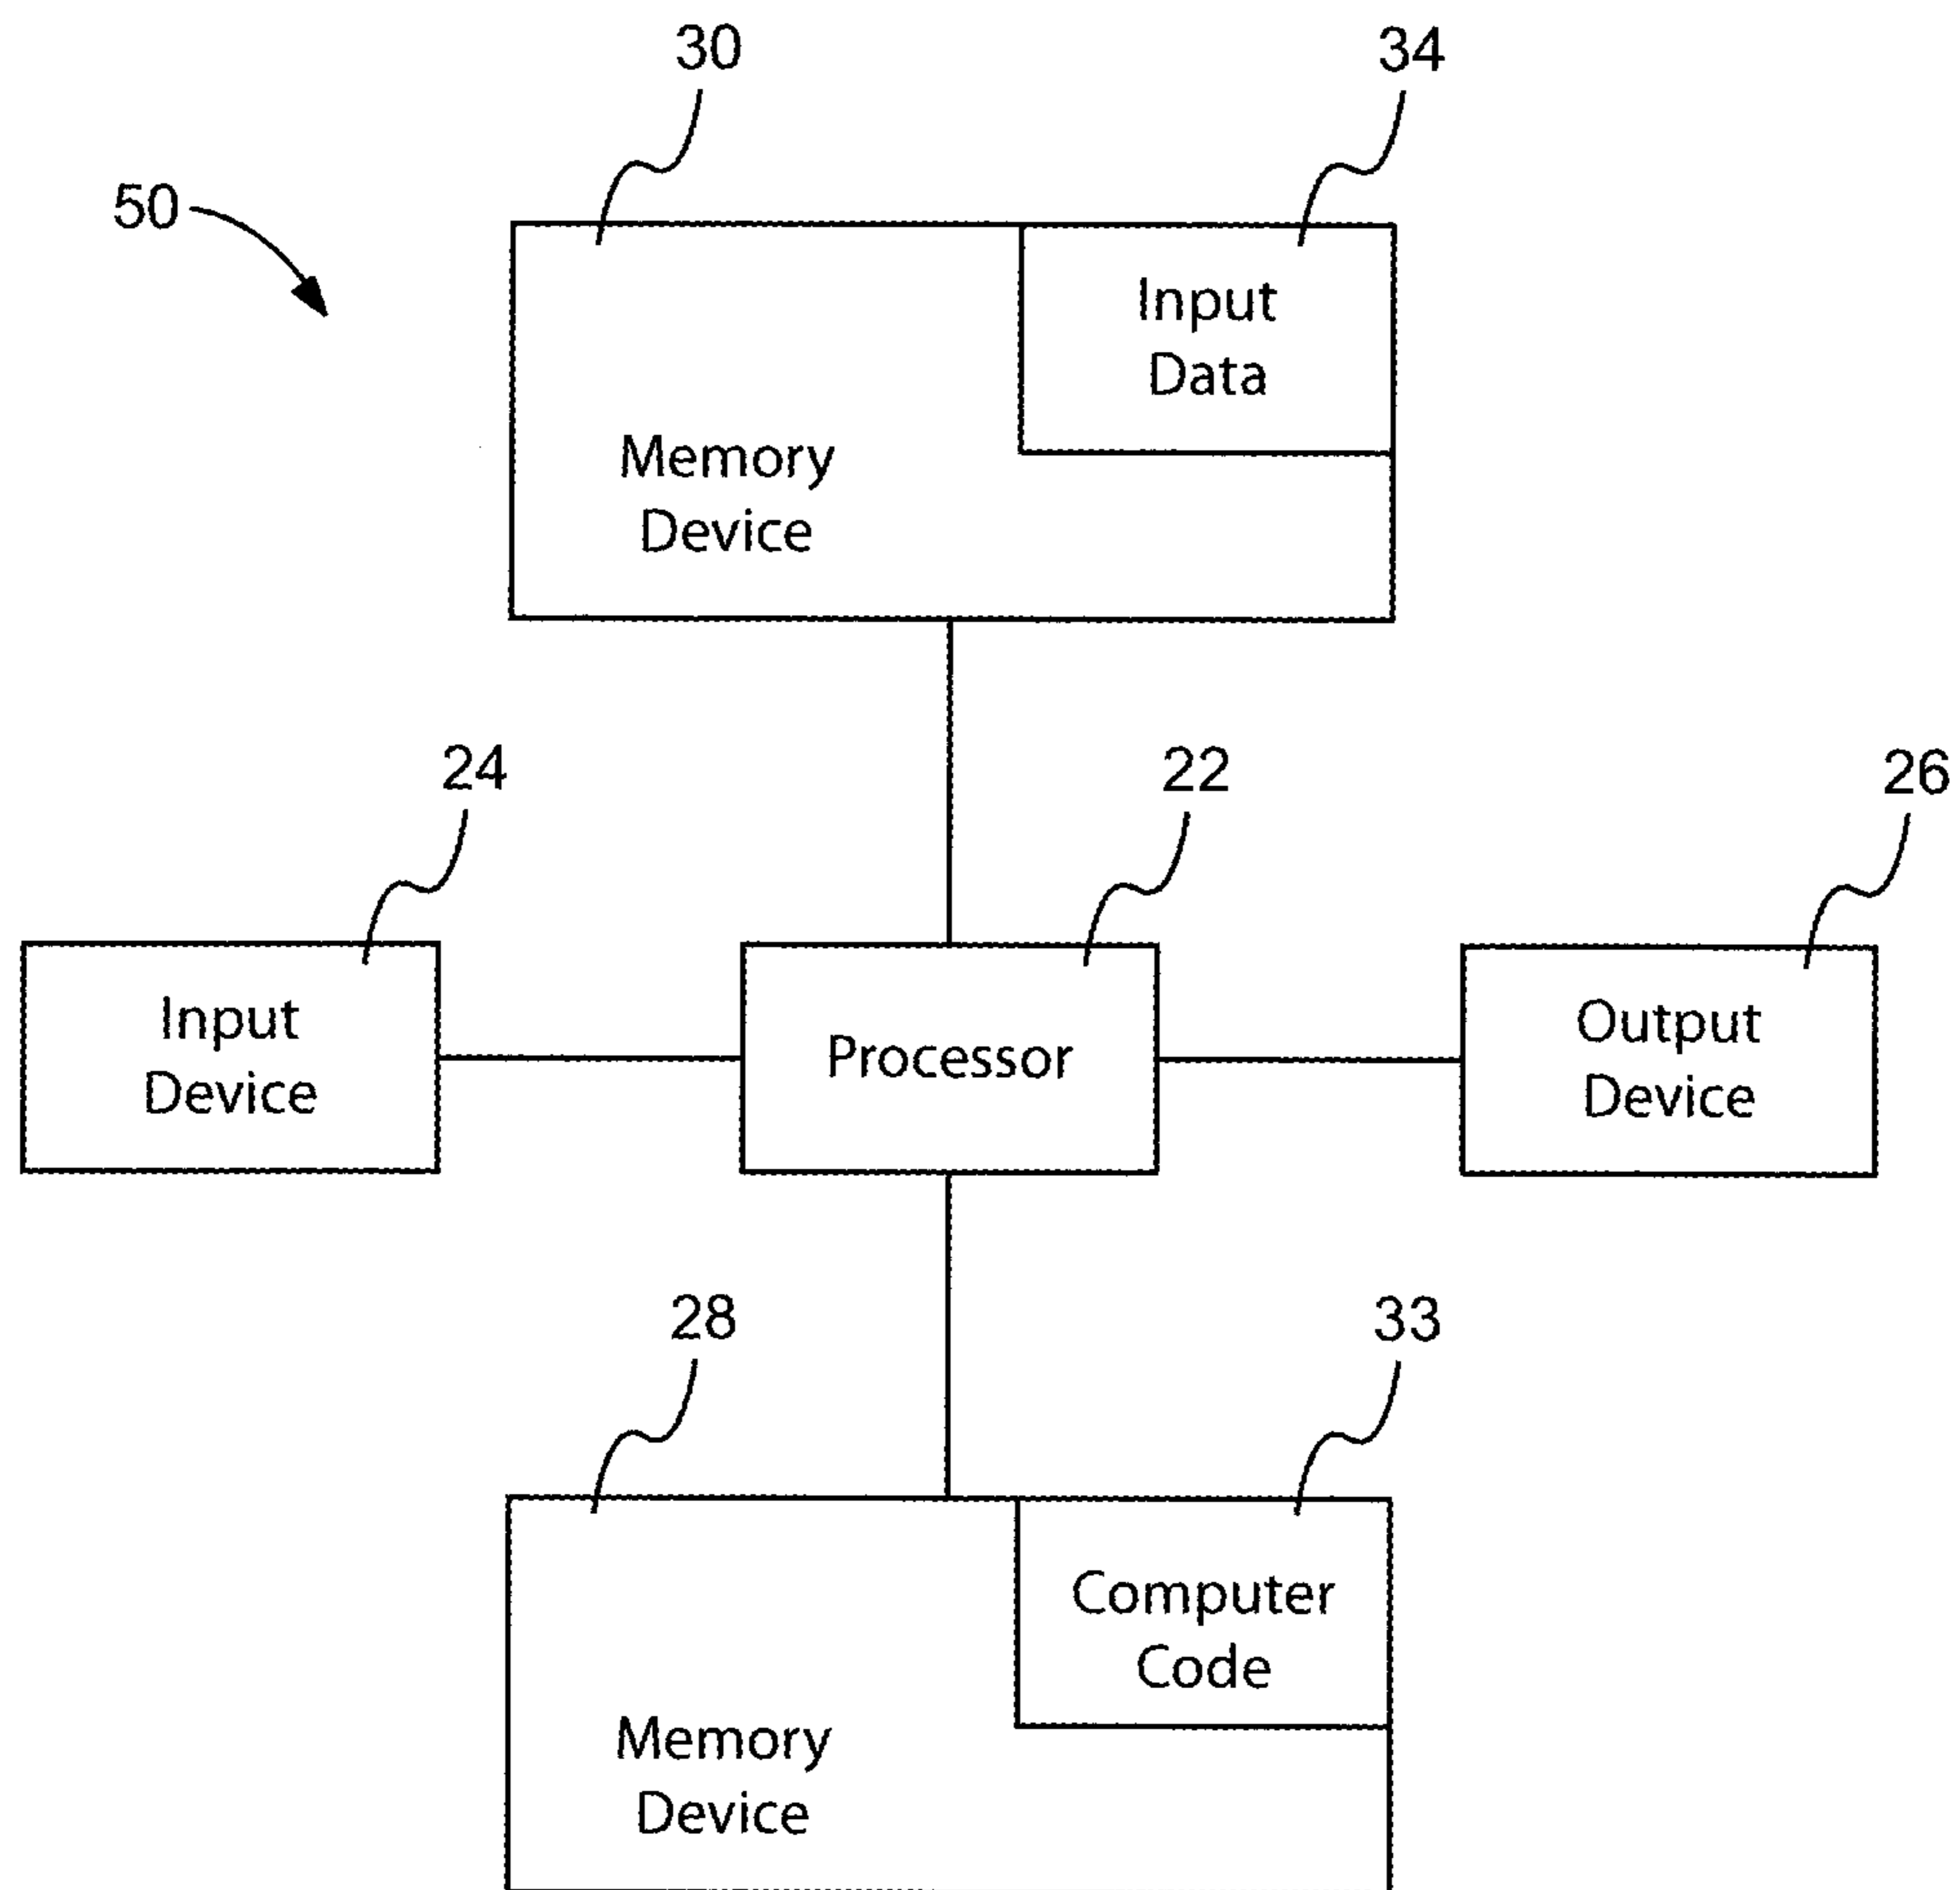 30
34
50
Input
Data
Memory
Device
24
22
26
Input
Device
Processor
Output
Device
28
33
Computer
Code
Memory
Device